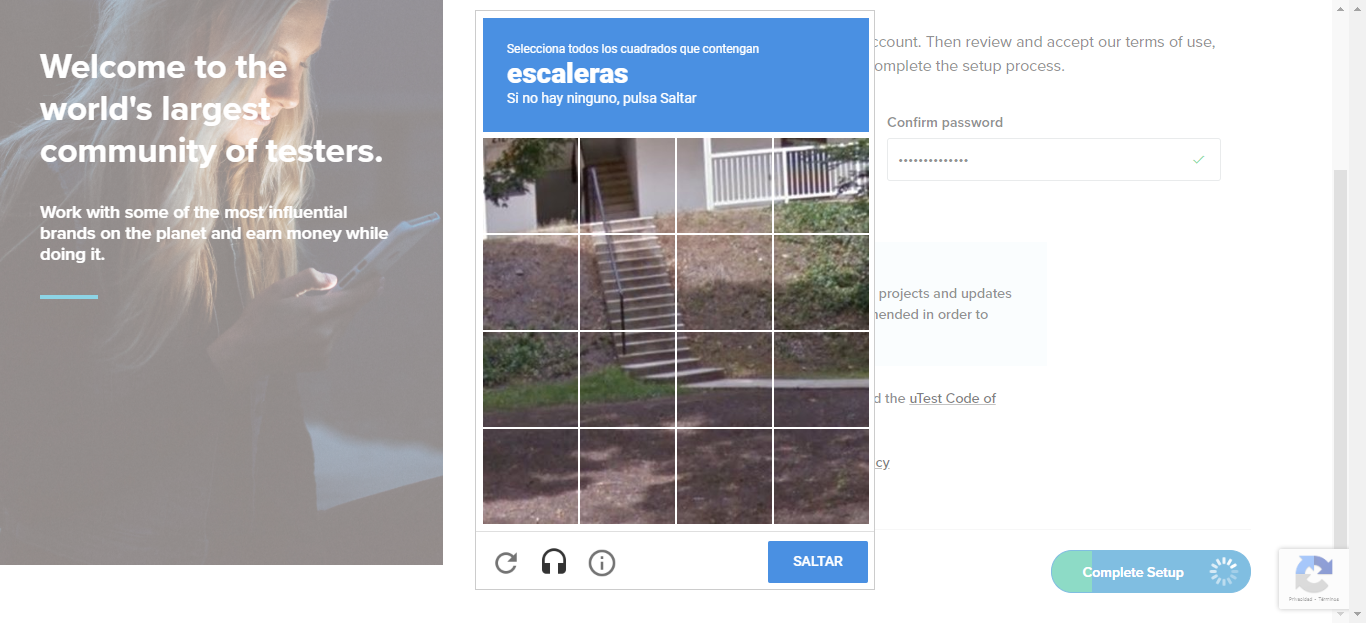 Welcome to the
world's largest
community of testers.
Work with some of the most influential
brands on the planet and earn money while
doing it.
Selecciona todos los cuadrados que contengan
escaleras
Si no hay ninguno, pulsa Saltar
SALTAR
ccount. Then review and accept our terms of use,
omplete the setup process.
Confirm password
••••••••••••••
projects and updates
nended in order to
d the uTest Code of
cy
Complete Setup
Privacidad - Términos